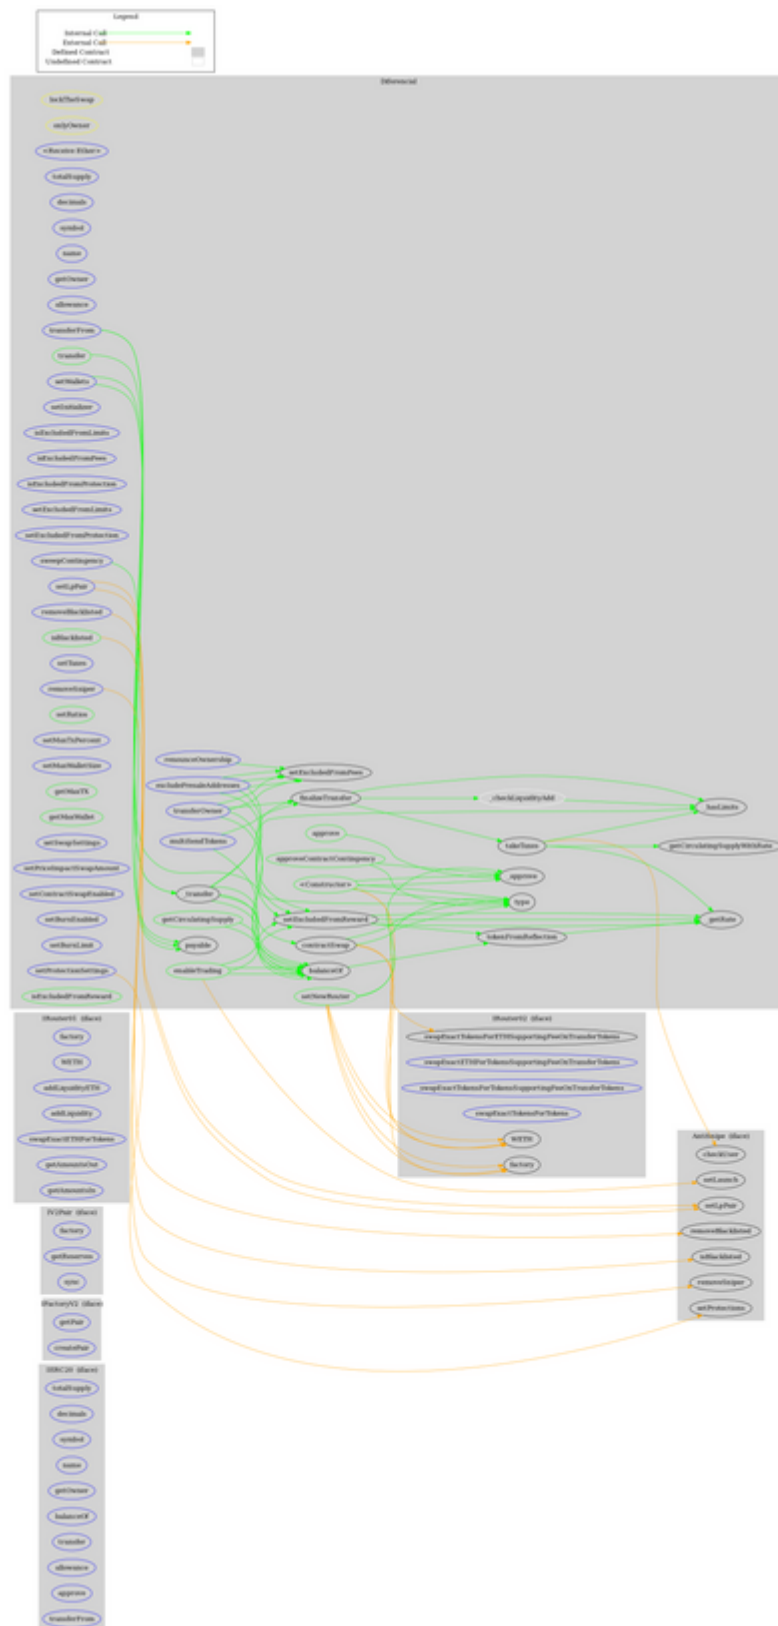 Legend
Internal Call
External Call
Defined Contract
Undefined Contract
lockTheSwap
onlyOwner
<Receive Ether>
totalSupply
decimals
symbol
name
getOwner
allowance
transferFrom
transfer
setWallets
setInitializer
isExcludedFromLimits
isExcludedFromFees
isExcludedFromProtection
setExcludedFromLimits
setExcludedFromProtection
sweepContingency
setLpPair
removeBlacklisted
isBlacklisted
setTaxes
removeSniper
setRatios
setMaxTxPercent
setMaxWalletSize
getMaxTX
getMaxWallet
setSwapSettings
setPriceImpactSwapAmount
setContractSwapEnabled
setBurnEnabled
setBurnLimit
setProtectionSettings
isExcludedFromReward
renounceOwnership
excludePresaleAddresses
transferOwner
multiSendTokens
_transfer
getCirculatingSupply
payable
enableTrading
setExcludedFromFees
finalizeTransfer
approve
approveContractContingency
<Constructor>
setExcludedFromReward
contractSwap
balanceOf
setNewRouter
_checkLiquidityAdd
takeTaxes
_approve
type
tokenFromReflection
hasLimits
_getCirculatingSupplyWithRate
_getRate
IRouter01 (iface)
factory
WETH
addLiquidityETH
addLiquidity
swapExactETHForTokens
getAmountsOut
getAmountsIn
IRouter02 (iface)
swapExactTokensForETHSupportingFeeOnTransferTokens
swapExactETHForTokensSupportingFeeOnTransferTokens
swapExactTokensForTokensSupportingFeeOnTransferTokens
swapExactTokensForTokens
WETH
factory
AntiSnipe (iface)
checkUser
setLaunch
setLpPair
removeBlacklisted
isBlacklisted
removeSniper
setProtections
IV2Pair (iface)
factory
getReserves
sync
IFactoryV2 (iface)
getPair
createPair
IERC20 (iface)
totalSupply
decimals
symbol
name
getOwner
balanceOf
transfer
allowance
approve
transferFrom